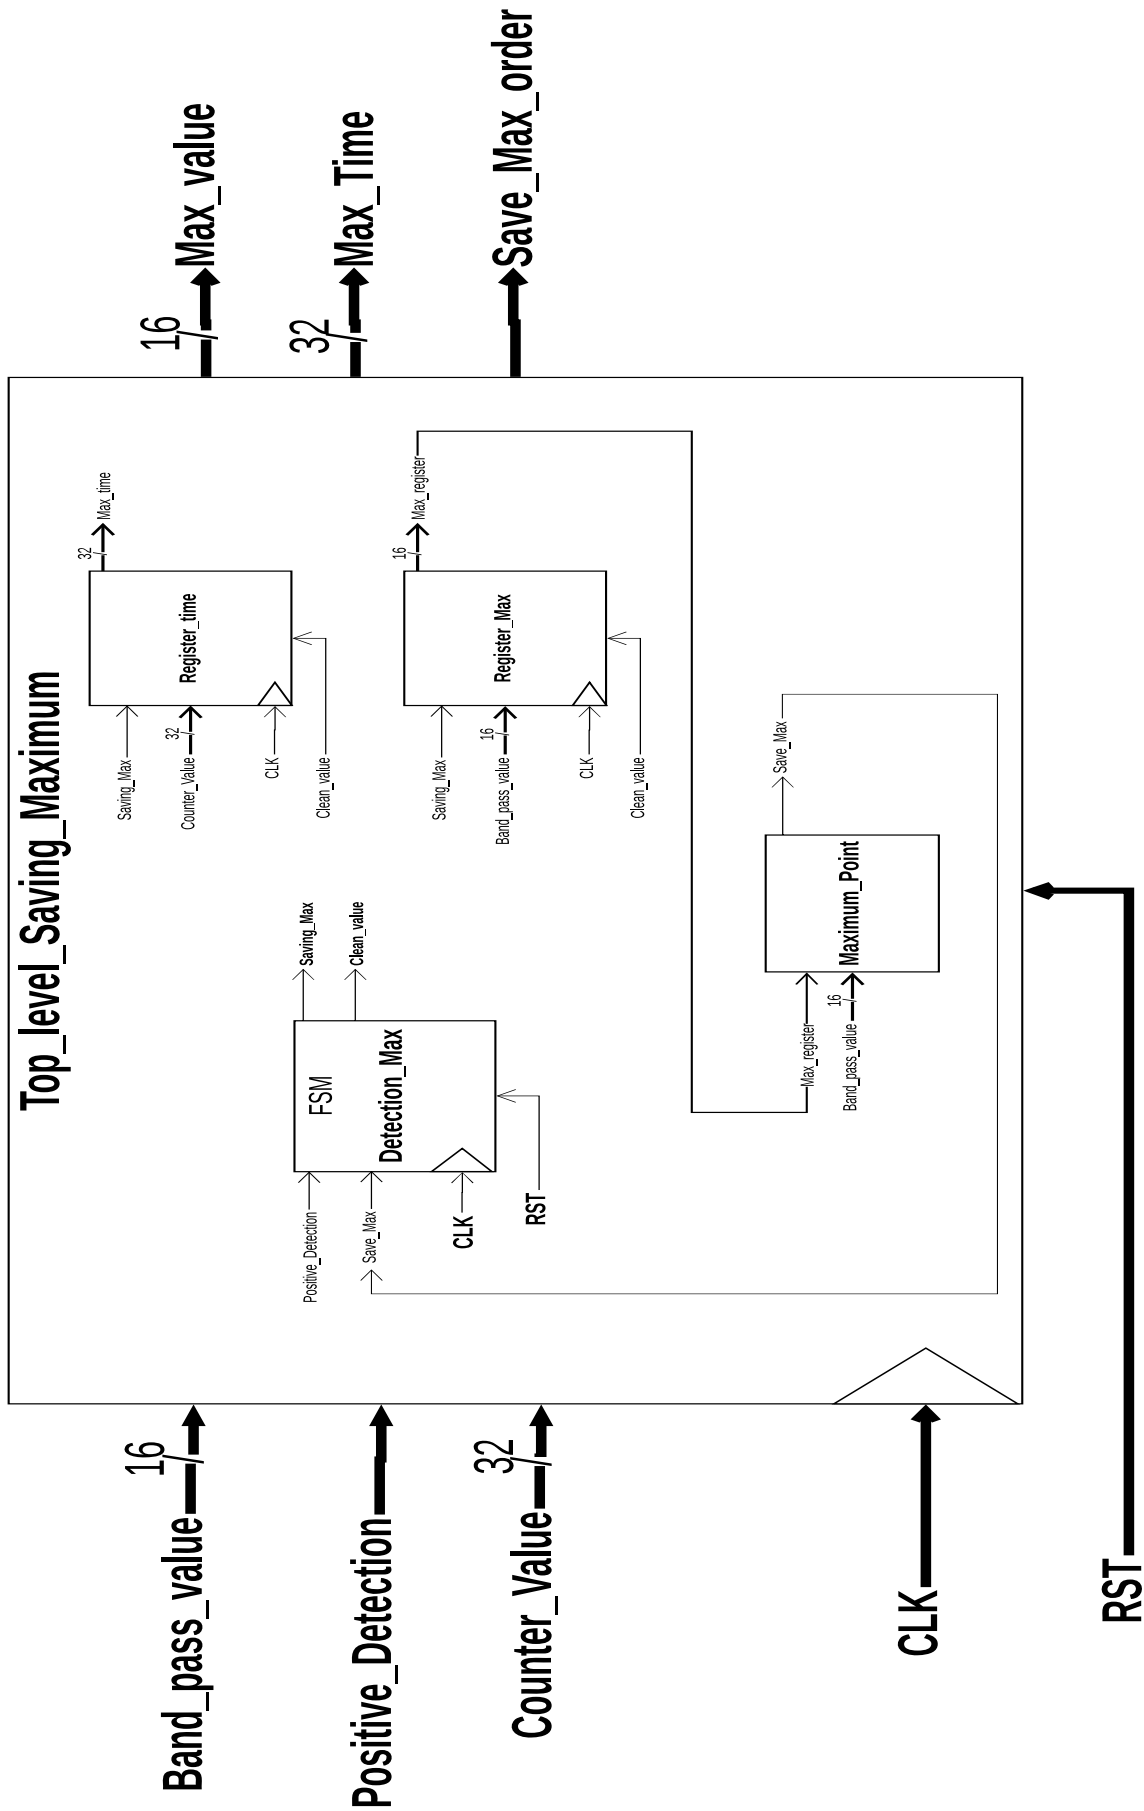 Top_level_Saving_Maximum
Band_pass_value
16
Positive_Detection
Counter_Value
32
CLK
RST
Max_value
16
Max_Time
32
Save_Max_order
FSM
Detection_Max
Positive_Detection
Save_Max
CLK
RST
Saving_Max
Clean_value
Register_time
Saving_Max
Counter_Value
32
CLK
Clean_value
32
Max_time
Register_Max
Saving_Max
Band_pass_value
16
CLK
Clean_value
16
Max_register
Maximum_Point
Max_register
Band_pass_value
16
Save_Max